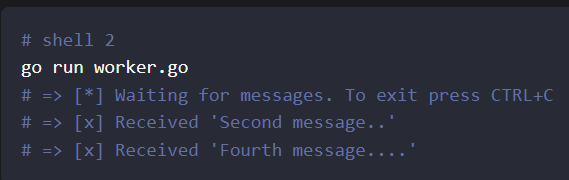 # shell 2
go run worker.go
# => [*] Waiting for messages. To exit press CTRL+C
# => [x] Received 'Second message..'
# => [x] Received 'Fourth message....'